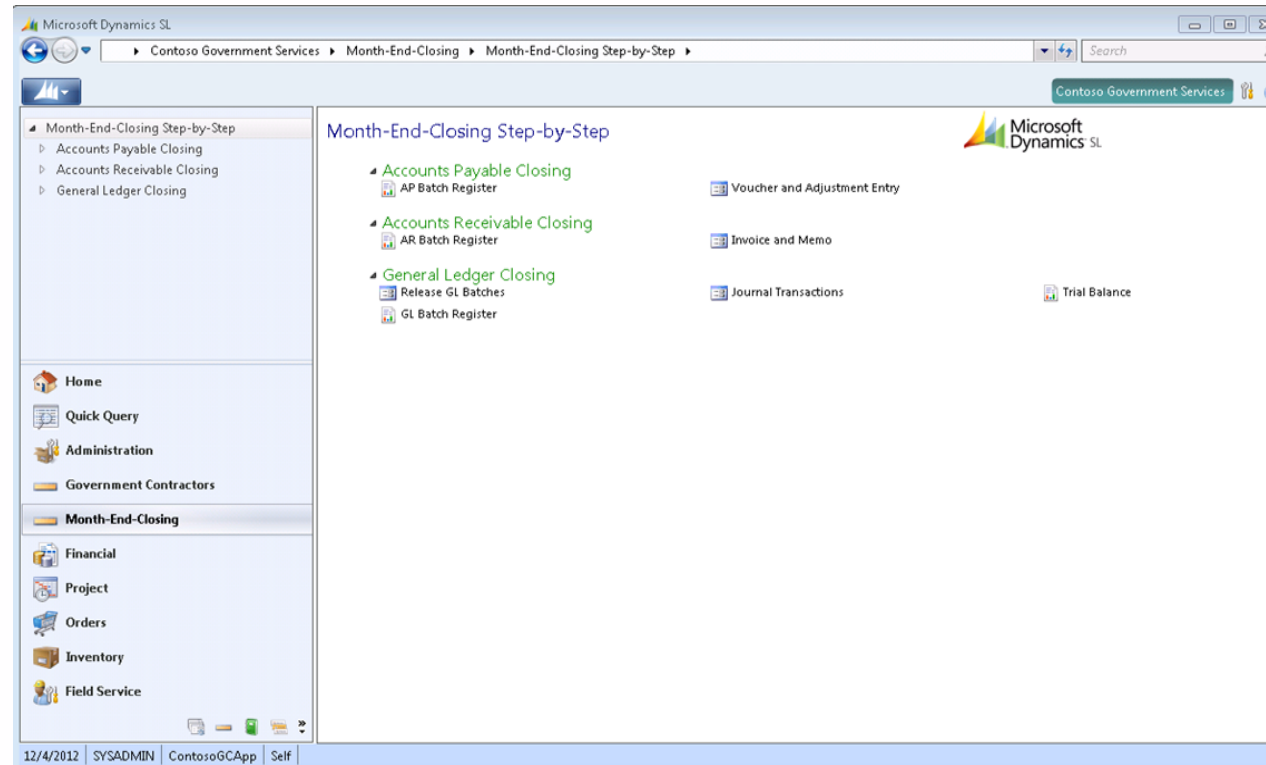 Microsoft Dynamics SL
Contoso Government Services Month-End-Closing Month-End-Closing Step-by-Step
Search
Contoso Government Services
Month-End-Closing Step-by-Step
Accounts Payable Closing
Accounts Receivable Closing
General Ledger Closing
Month-End-Closing Step-by-Step
Microsoft
Dynamics SL
Accounts Payable Closing
AP Batch Register Voucher and Adjustment Entry
Accounts Receivable Closing
AR Batch Register Invoice and Memo
General Ledger Closing
Release GL Batches Journal Transactions Trial Balance
GL Batch Register
Home
Quick Query
Administration
Government Contractors
Month-End-Closing
Financial
Project
Orders
Inventory
Field Service
12/4/2012 SYSADMIN ContosoGCApp Self